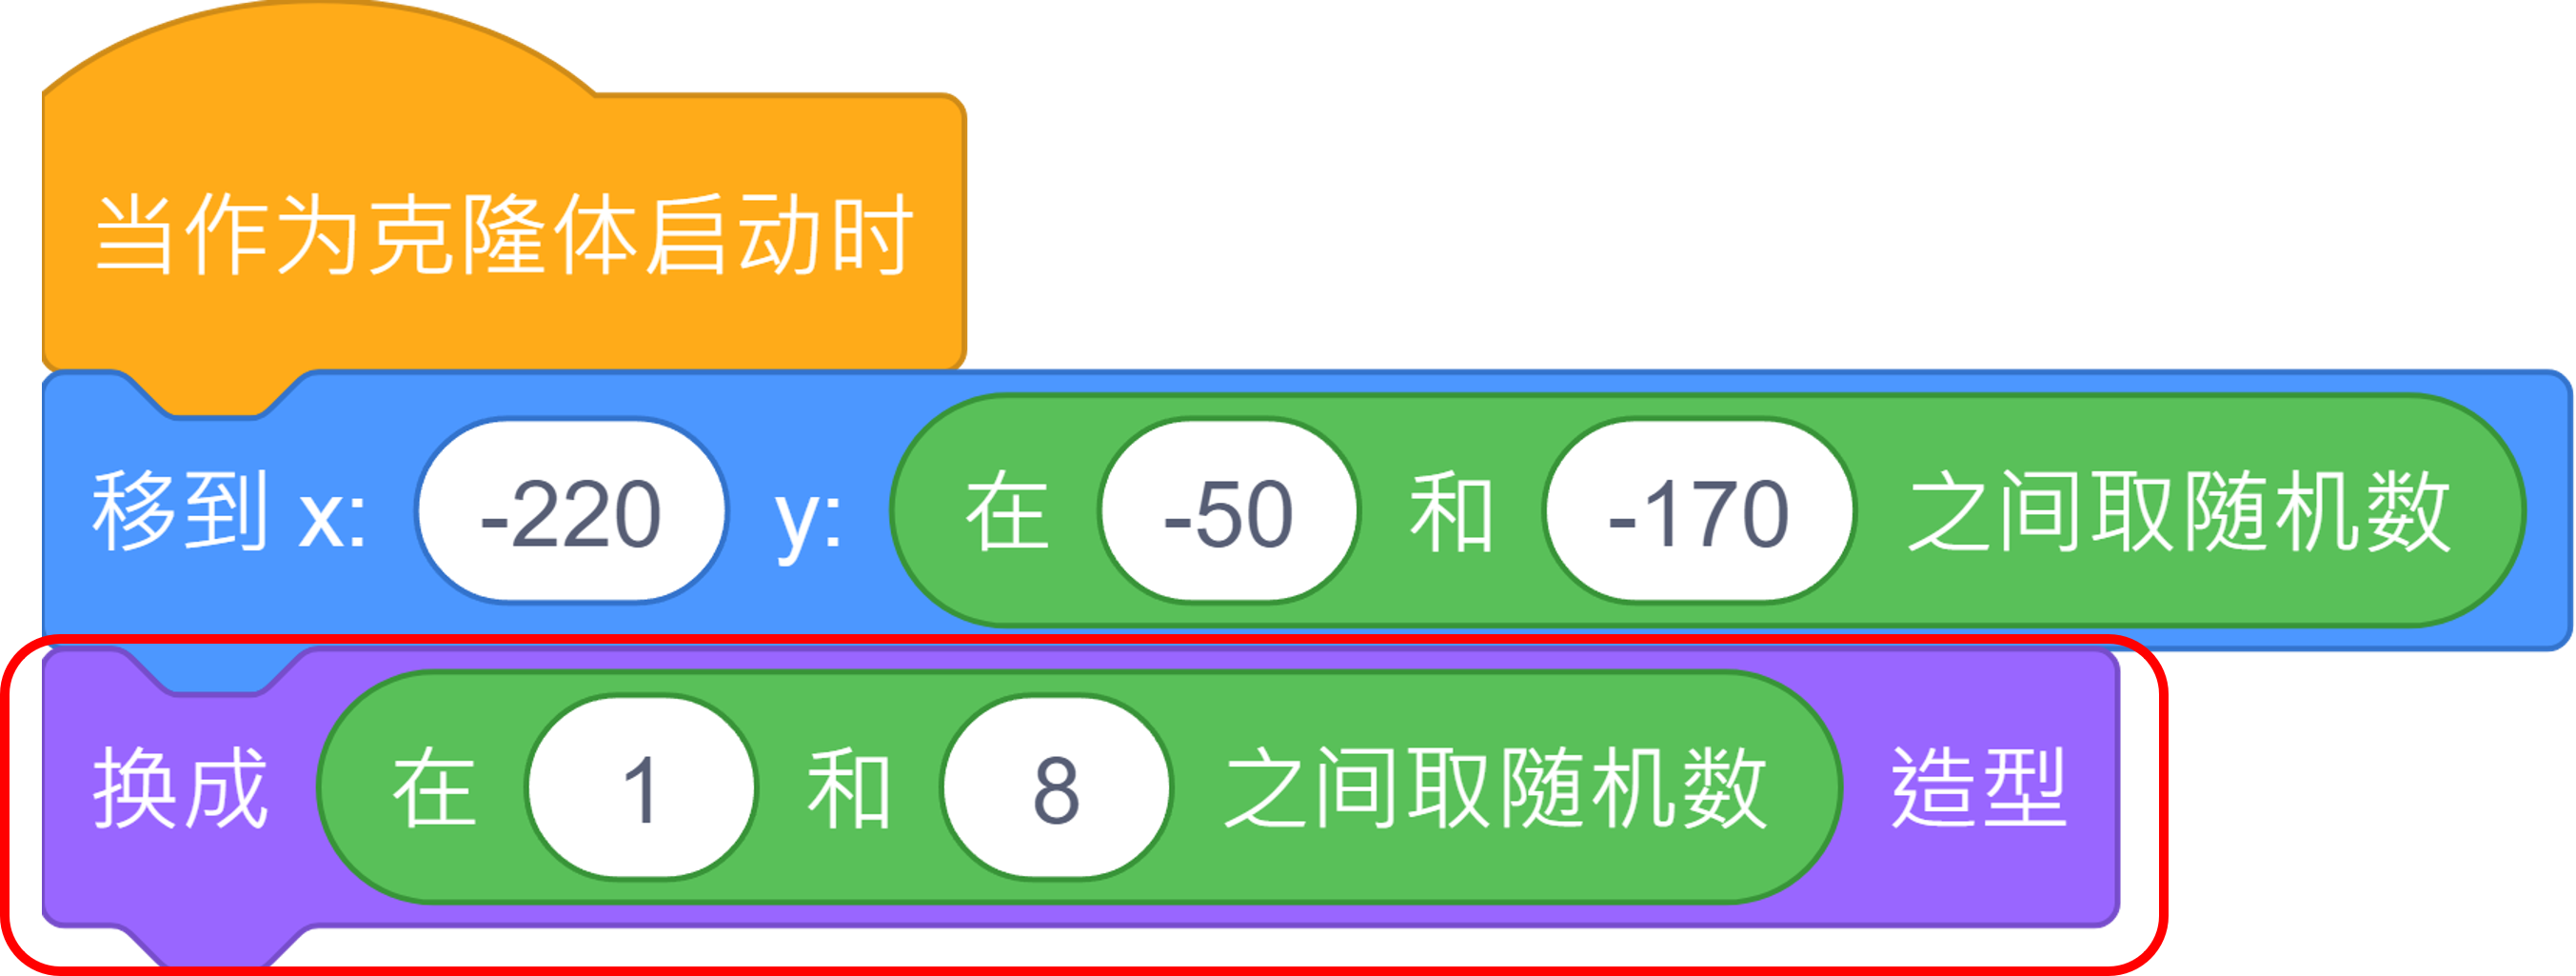 当作为克隆体启动时
移到 x: -220 y: 在 -50 和 -170 之间取随机数
换成 在 1 和 8 之间取随机数 造型